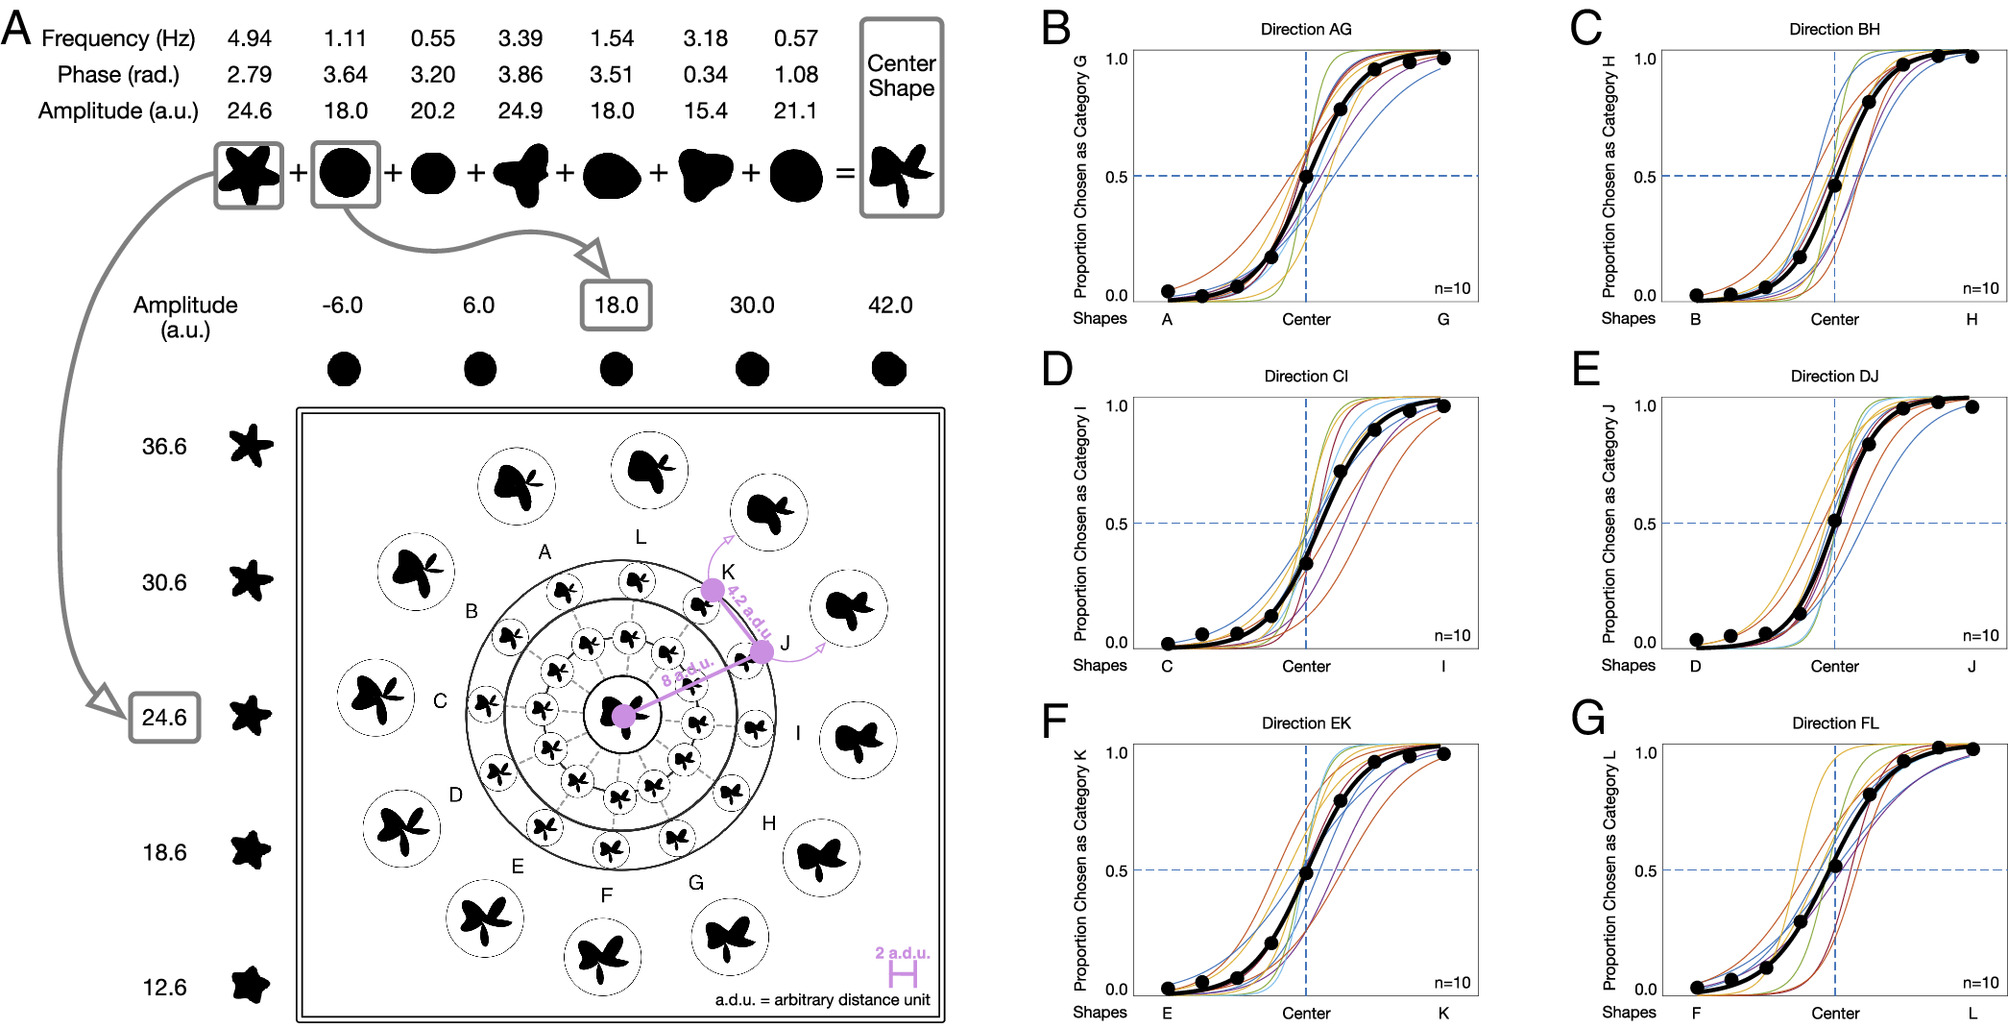 A
Frequency (Hz) 4.94 1.11 0.55 3.39 1.54 3.18 0.57
Phase (rad.) 2.79 3.64 3.20 3.86 3.51 0.34 1.08
Amplitude (a.u.) 24.6 18.0 20.2 24.9 18.0 15.4 21.1
Center
Shape
+ + + + + + =
Amplitude
(a.u.)
-6.0 6.0 18.0 30.0 42.0
36.6
30.6
24.6
18.6
12.6
L
A
K
B
4.2 a.d.u.
J
8 a.d.u.
C
I
D
H
E
G
F
2 a.d.u.
a.d.u. = arbitrary distance unit
B
Direction AG
Proportion Chosen as Category G
1.0
0.5
0.0
n=10
Shapes A Center G
C
Direction BH
Proportion Chosen as Category H
1.0
0.5
0.0
n=10
Shapes B Center H
D
Direction CI
Proportion Chosen as Category I
1.0
0.5
0.0
n=10
Shapes C Center I
E
Direction DJ
Proportion Chosen as Category J
1.0
0.5
0.0
n=10
Shapes D Center J
F
Direction EK
Proportion Chosen as Category K
1.0
0.5
0.0
n=10
Shapes E Center K
G
Direction FL
Proportion Chosen as Category L
1.0
0.5
0.0
n=10
Shapes F Center L